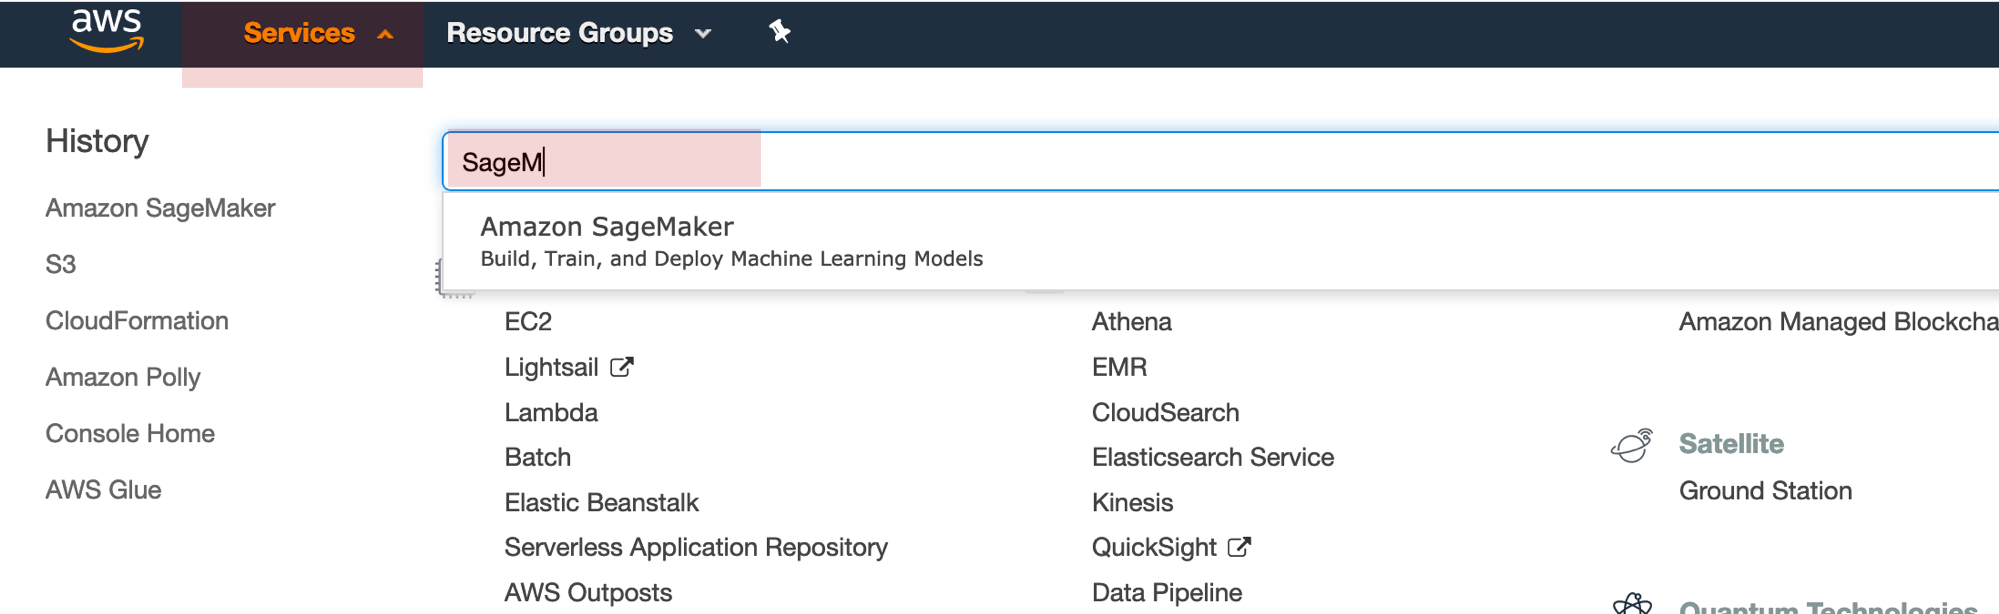 aws
Services
Resource Groups
History
Amazon SageMaker
S3
CloudFormation
Amazon Polly
Console Home
AWS Glue
SageM
Amazon SageMaker
Build, Train, and Deploy Machine Learning Models
EC2
Lightsail
Lambda
Batch
Elastic Beanstalk
Serverless Application Repository
AWS Outposts
Athena
EMR
CloudSearch
Elasticsearch Service
Kinesis
QuickSight
Data Pipeline
Amazon Managed Blockcha
Satellite
Ground Station
Quantum Technologies